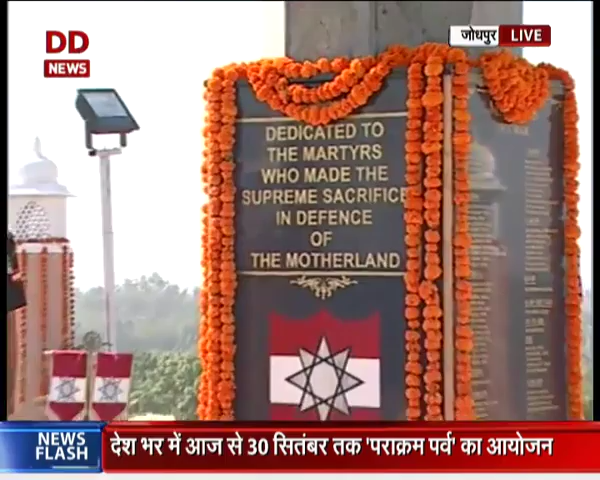 DD
NEWS
जोधपुर LIVE
DEDICATED TO
THE MARTYRS
WHO MADE THE
SUPREME SACRIFICE
IN DEFENCE
OF
THE MOTHERLAND
NEWS
FLASH
देश भर में आज से 30 सितंबर तक 'पराक्रम पर्व' का आयोजन